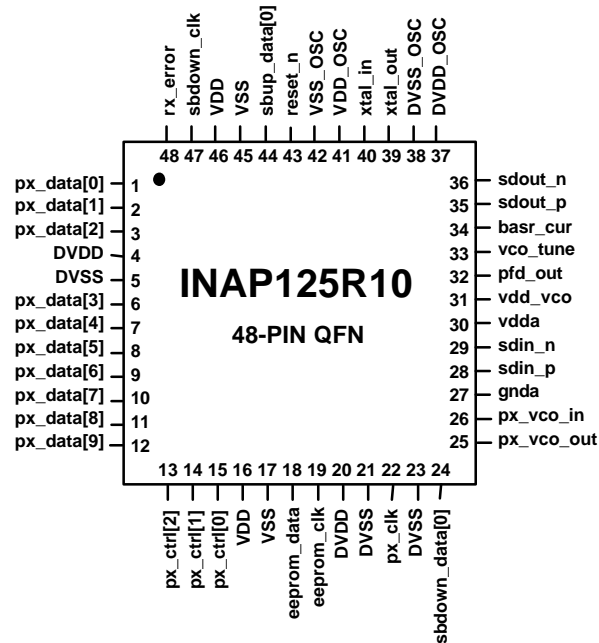 rx_error
sbdown_clk
VDD
VSS
sbup_data[0]
reset_n
VSS_OSC
VDD_OSC
xtal_in
xtal_out
DVSS_OSC
DVDD_OSC
48 47 46 45 44 43 42 41 40 39 38 37
px_data[0] 1
px_data[1] 2
px_data[2] 3
DVDD 4
DVSS 5
px_data[3] 6
px_data[4] 7
px_data[5] 8
px_data[6] 9
px_data[7] 10
px_data[8] 11
px_data[9] 12
INAP125R10
48-PIN QFN
36 sdout_n
35 sdout_p
34 basr_cur
33 vco_tune
32 pfd_out
31 vdd_vco
30 vdda
29 sdin_n
28 sdin_p
27 gnda
26 px_vco_in
25 px_vco_out
13 14 15 16 17 18 19 20 21 22 23 24
px_ctrl[2]
px_ctrl[1]
px_ctrl[0]
VDD
VSS
eeprom_data
eeprom_clk
DVDD
DVSS
px_clk
DVSS
sbdown_data[0]